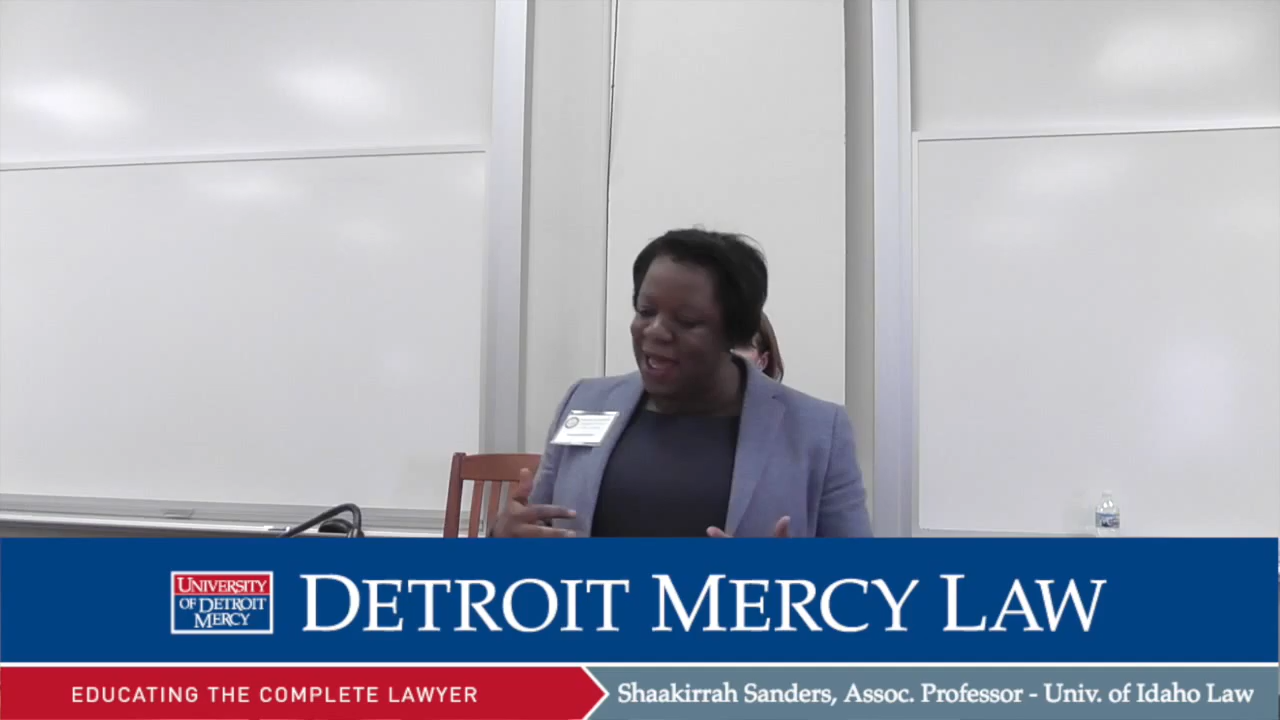 UNIVERSITY
OF DETROIT
MERCY
DETROIT MERCY LAW
EDUCATING THE COMPLETE LAWYER
Shaakirrah Sanders, Assoc. Professor - Univ. of Idaho Law